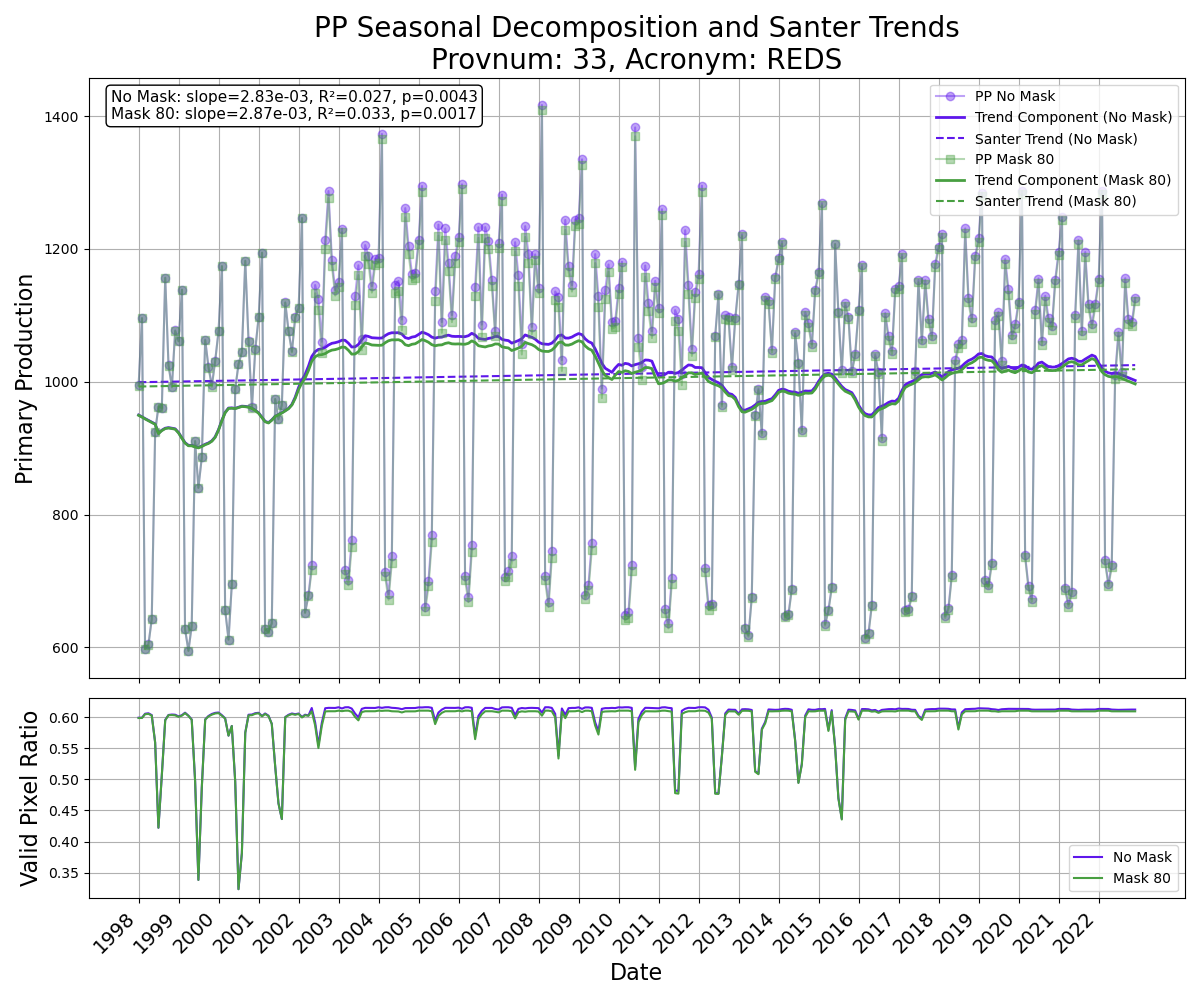 PP Seasonal Decomposition and Santer Trends
Provnum: 33, Acronym: REDS
No Mask: slope=2.83e-03, R²=0.027, p=0.0043
Mask 80: slope=2.87e-03, R²=0.033, p=0.0017
PP No Mask
Trend Component (No Mask)
Santer Trend (No Mask)
PP Mask 80
Trend Component (Mask 80)
Santer Trend (Mask 80)
Primary Production
1400
1200
1000
800
600
Valid Pixel Ratio
0.60
0.55
0.50
0.45
0.40
0.35
No Mask
Mask 80
1998
1999
2000
2001
2002
2003
2004
2005
2006
2007
2008
2009
2010
2011
2012
2013
2014
2015
2016
2017
2018
2019
2020
2021
2022
Date